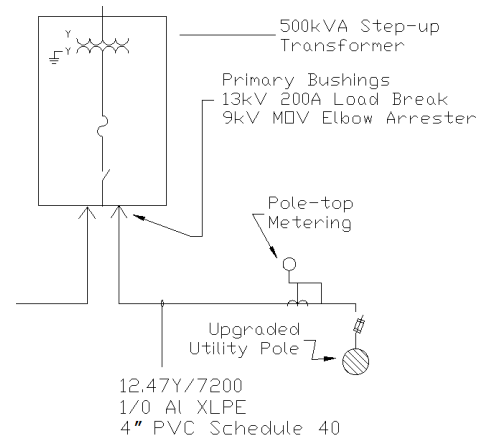 500kVA Step-up
Transformer
Y
Y
Primary Bushings
13kV 200A Load Break
9kV MOV Elbow Arrester
Pole-top
Metering
Upgraded
Utility Pole
12.47Y/7200
1/0 Al XLPE
4" PVC Schedule 40